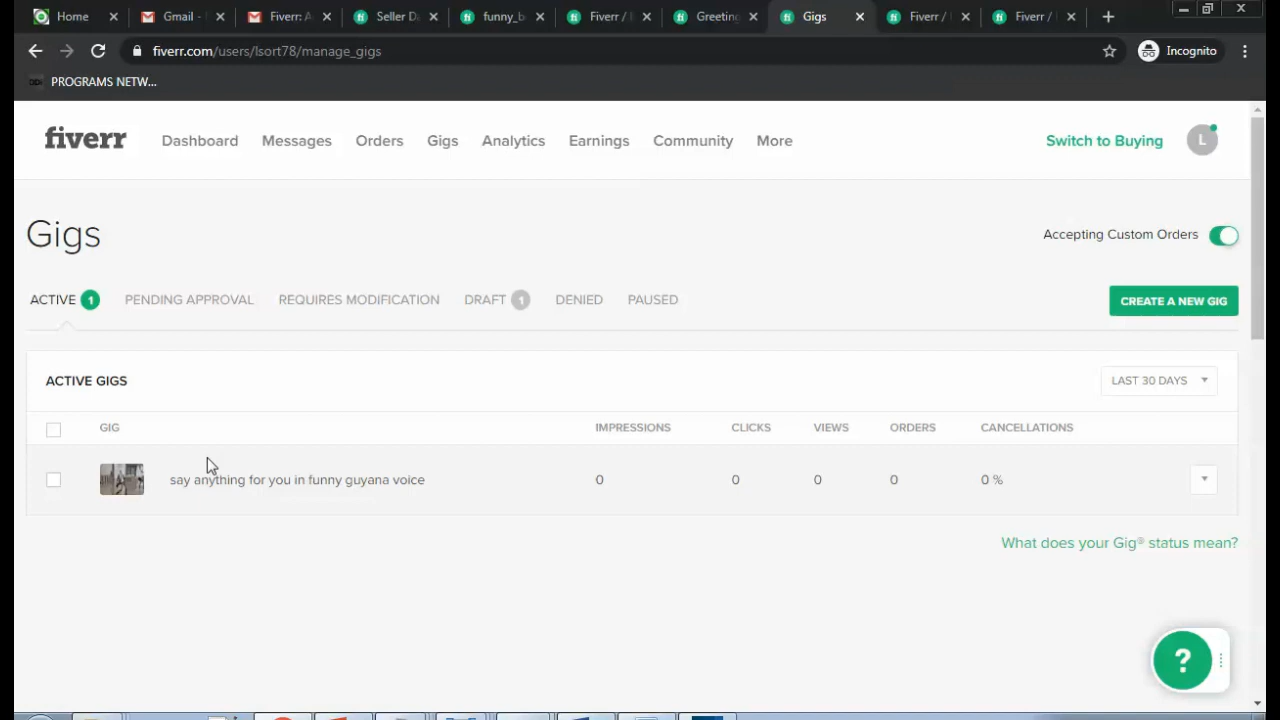 Home
Gmail -
Fiverr: A
Seller D
funny_b
Fiverr /
Greeting
Gigs
Fiverr /
Fiverr /
fiverr.com/users/lsort78/manage_gigs
Incognito
PROGRAMS NETW...
fiverr
Dashboard
Messages
Orders
Gigs
Analytics
Earnings
Community
More
Switch to Buying
L
Gigs
Accepting Custom Orders
ACTIVE 1
PENDING APPROVAL
REQUIRES MODIFICATION
DRAFT 1
DENIED
PAUSED
CREATE A NEW GIG
ACTIVE GIGS
LAST 30 DAYS
GIG
IMPRESSIONS
CLICKS
VIEWS
ORDERS
CANCELLATIONS
say anything for you in funny guyana voice
0
0
0
0
0 %
What does your Gig® status mean?
?